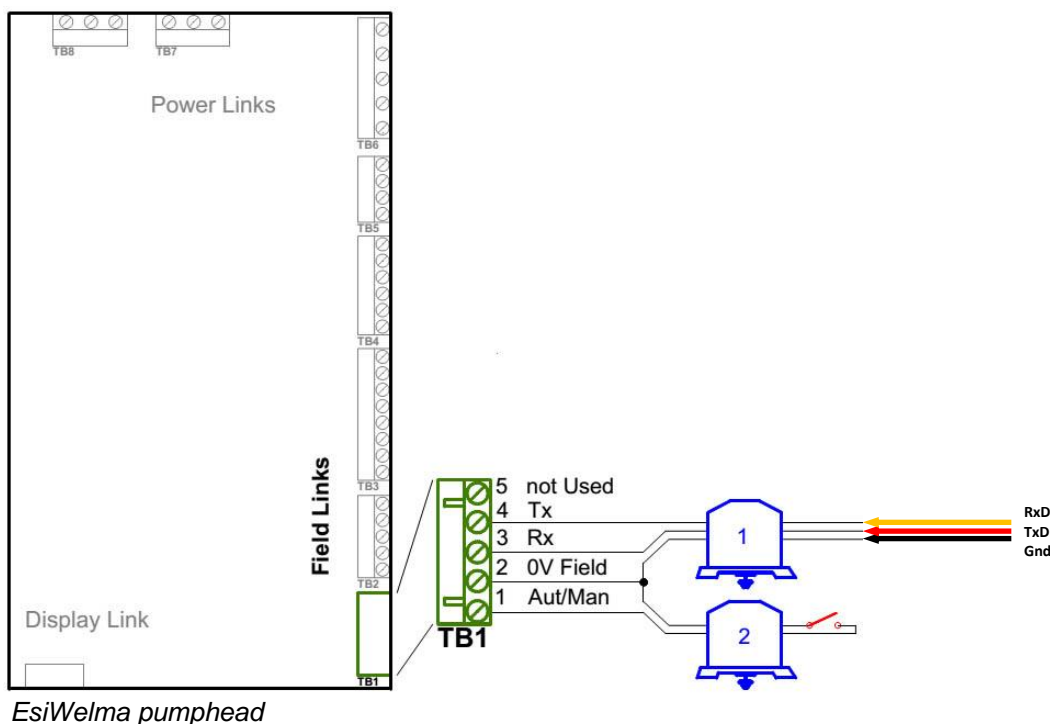 TB8
TB7
Power Links
TB6
TB5
TB4
TB3
TB2
Field Links
Display Link
TB1
5 not Used
4 Tx
3 Rx
2 0V Field
1 Aut/Man
TB1
1
2
RxD
TxD
Gnd
EsiWelma pumphead